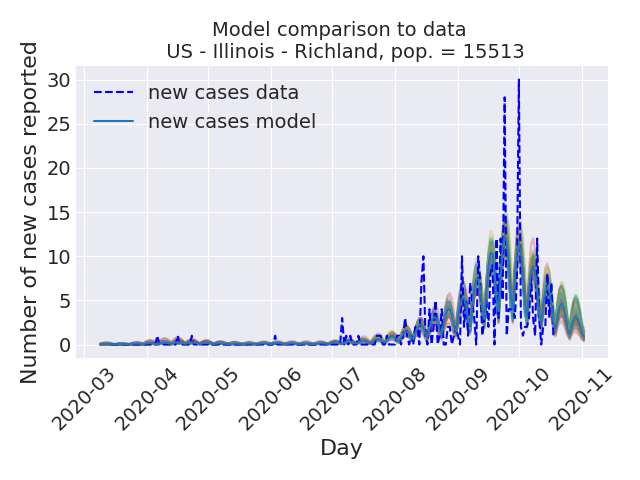 Model comparison to data
US - Illinois - Richland, pop. = 15513
new cases data
new cases model
Number of new cases reported
30
25
20
15
10
5
0
2020-03
2020-04
2020-05
2020-06
2020-07
2020-08
2020-09
2020-10
2020-11
Day